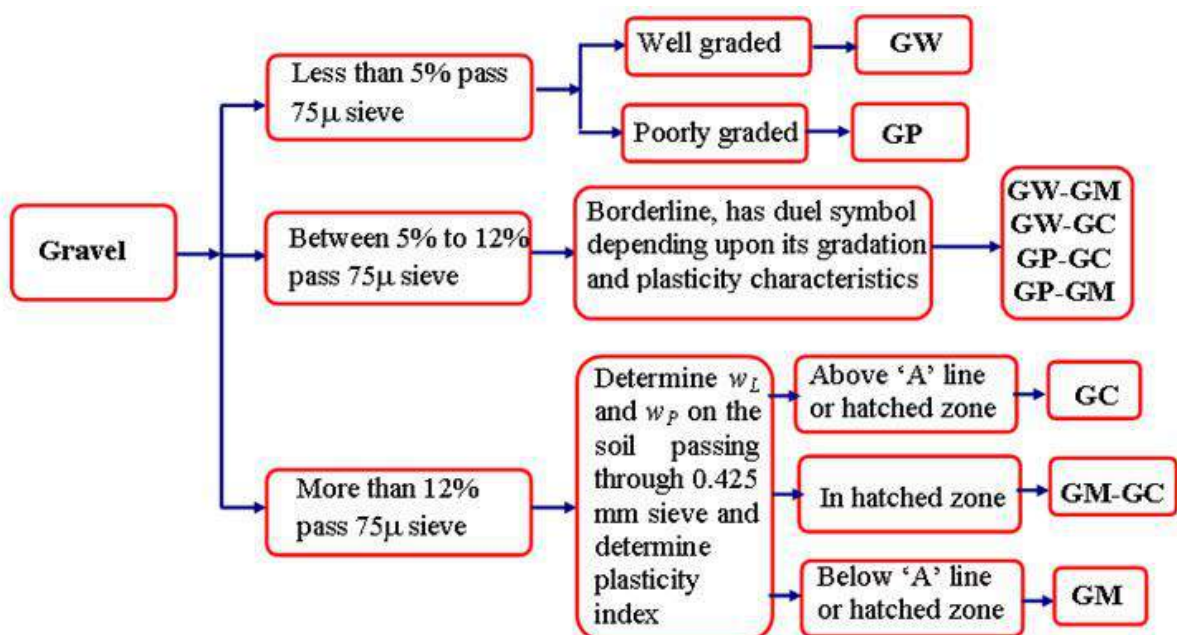 Gravel
Less than 5% pass
75μ sieve
Well graded
GW
Poorly graded
GP
Between 5% to 12%
pass 75μ sieve
Borderline, has duel symbol
depending upon its gradation
and plasticity characteristics
GW-GM
GW-GC
GP-GC
GP-GM
More than 12%
pass 75μ sieve
Determine w_L
and w_P on the
soil passing
through 0.425
mm sieve and
determine
plasticity
index
Above ‘A’ line
or hatched zone
GC
In hatched zone
GM-GC
Below ‘A’ line
or hatched zone
GM